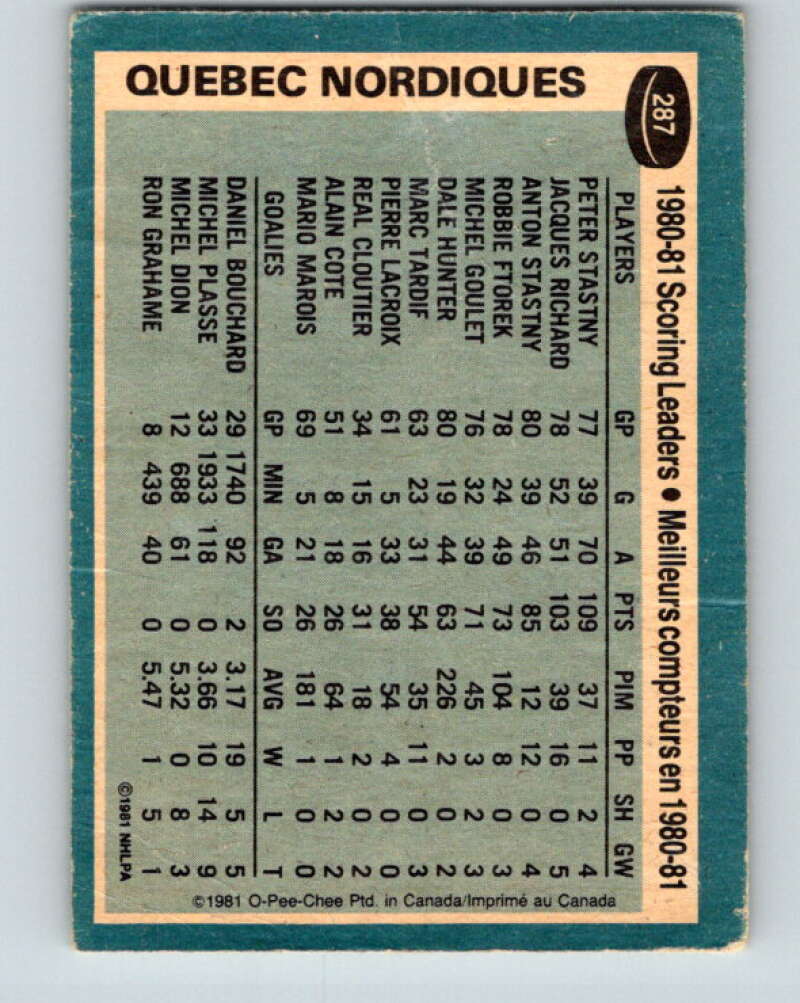 QUEBEC NORDIQUES
287
1980-81 Scoring Leaders • Meilleurs compteurs en 1980-81
PLAYERS GP G A PTS PIM PP SH GW
PETER STASTNY 77 39 70 109 37 11 2 4
JACQUES RICHARD 78 52 51 103 39 16 0 5
ANTON STASTNY 80 39 46 85 12 12 0 4
ROBBIE FTOREK 78 24 49 73 104 8 0 3
MICHEL GOULET 76 32 39 71 45 3 2 3
DALE HUNTER 80 19 44 63 226 2 0 2
MARC TARDIF 63 23 31 54 35 11 0 3
PIERRE LACROIX 61 5 33 38 54 4 0 0
REAL CLOUTIER 34 15 16 31 18 2 0 2
ALAIN COTE 51 8 18 26 64 1 2 2
MARIO MAROIS 69 5 21 26 181 1 0 0
GOALIES GP MIN GA SO AVG W L T
DANIEL BOUCHARD 29 1740 92 2 3.17 19 5 5
MICHEL PLASSE 33 1933 118 0 3.66 10 14 9
MICHEL DION 12 688 61 0 5.32 0 8 3
RON GRAHAME 8 439 40 0 5.47 1 5 1
©1981 NHLPA
©1981 O-Pee-Chee Ptd. in Canada/Imprimé au Canada